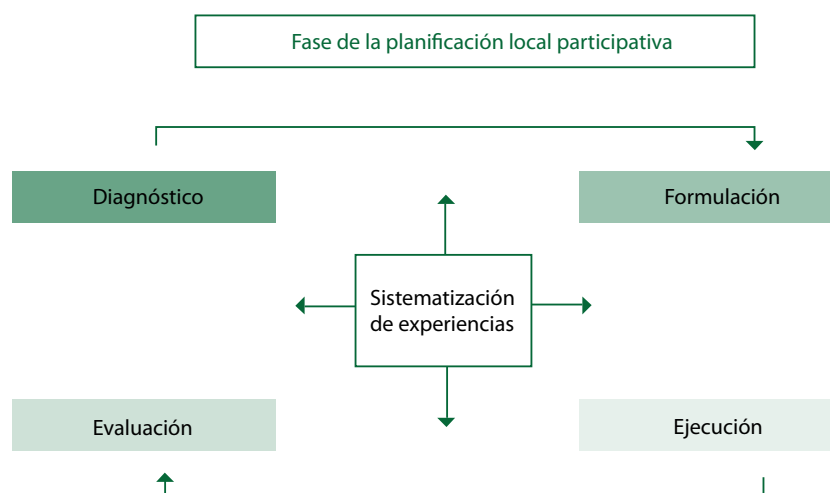 Fase de la planificación local participativa
Diagnóstico
Formulación
Sistematización
de experiencias
Evaluación
Ejecución